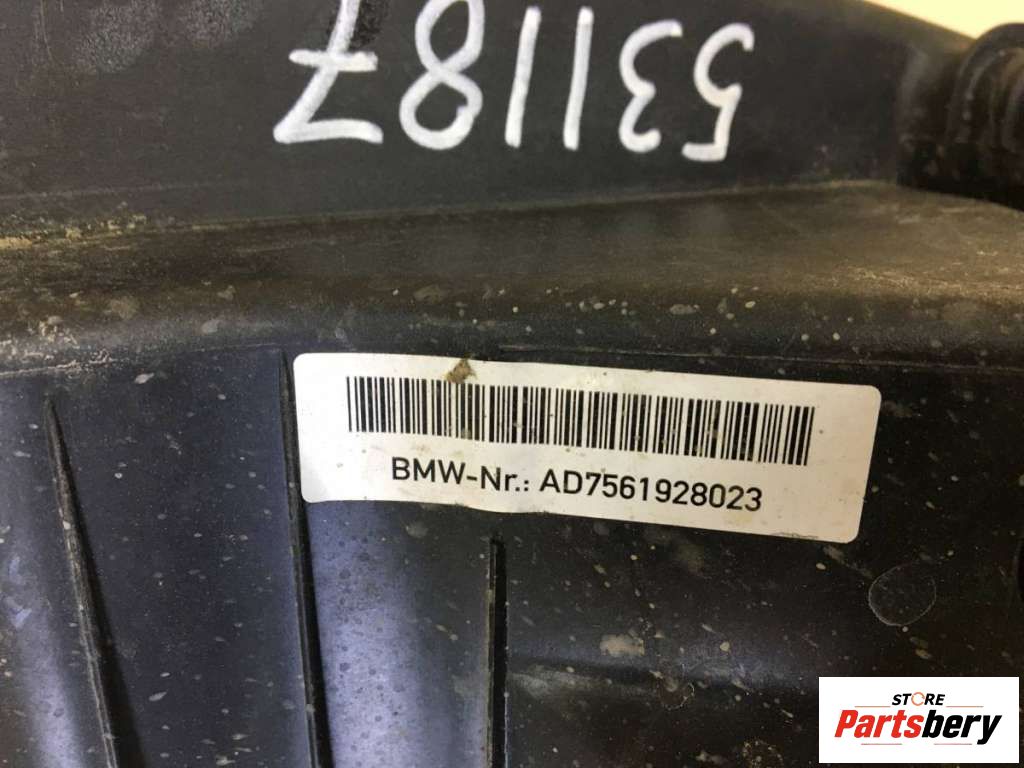 531187
BMW-Nr.: AD7561928023
STORE
Partsbery